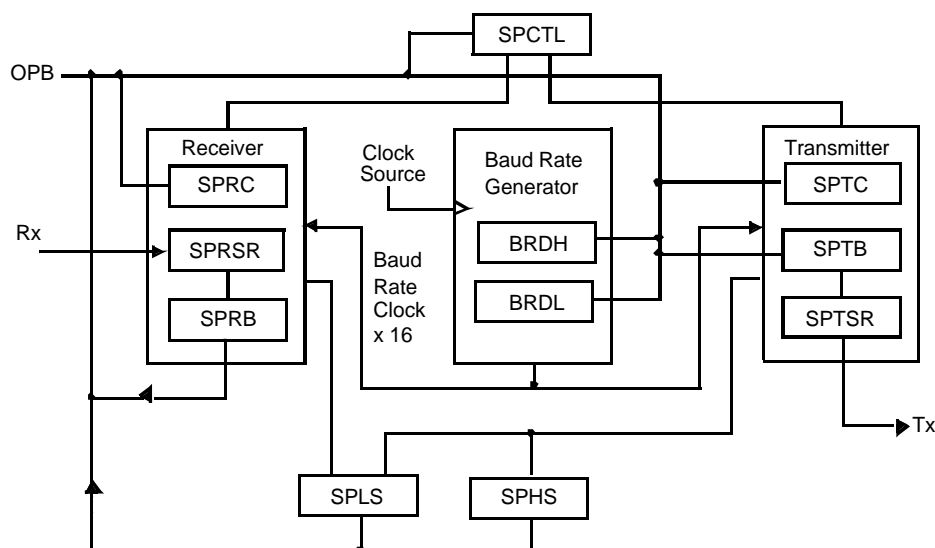 SPCTL
OPB
Receiver
SPRC
Rx
SPRSR
SPRB
Clock
Source
Baud Rate
Generator
BRDH
BRDL
Baud
Rate
Clock
x 16
Transmitter
SPTC
SPTB
SPTSR
Tx
SPLS
SPHS